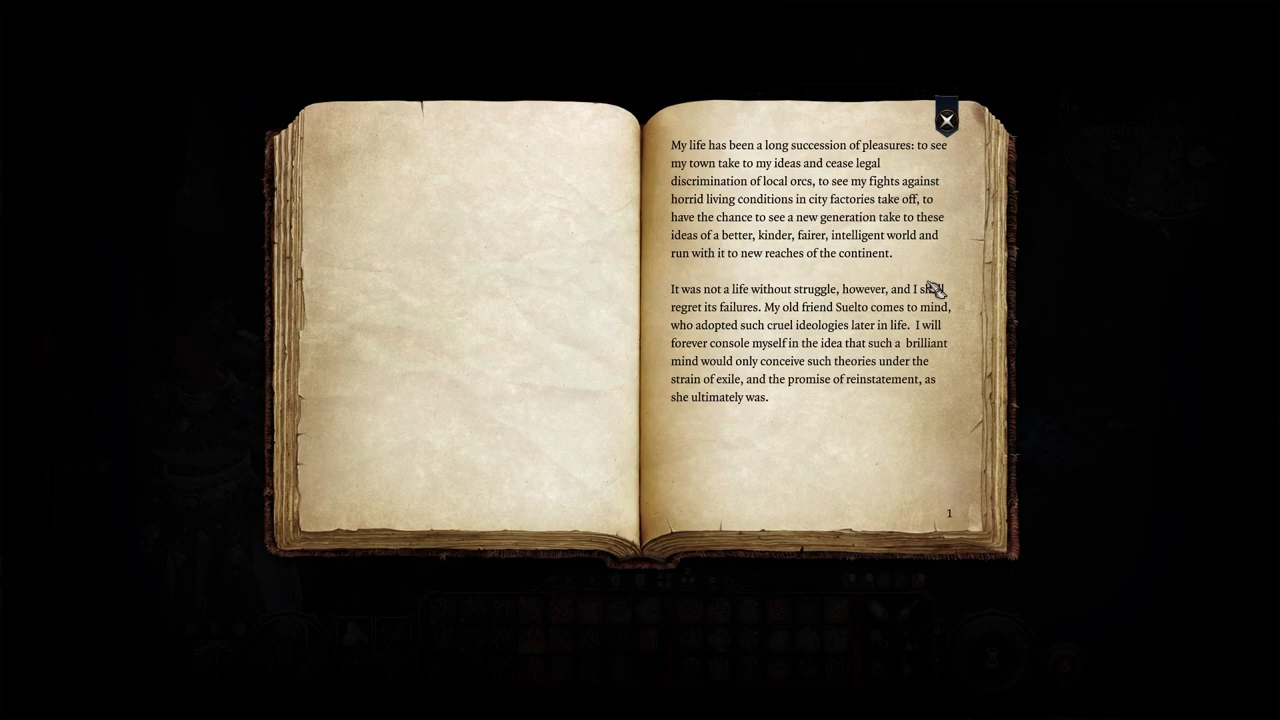 My life has been a long succession of pleasures: to see
my town take to my ideas and cease legal
discrimination of local orcs, to see my fights against
horrid living conditions in city factories take off, to
have the chance to see a new generation take to these
ideas of a better, kinder, fairer, intelligent world and
run with it to new reaches of the continent.
It was not a life without struggle, however, and I shall
regret its failures. My old friend Suelto comes to mind,
who adopted such cruel ideologies later in life.  I will
forever console myself in the idea that such a  brilliant
mind would only conceive such theories under the
strain of exile, and the promise of reinstatement, as
she ultimately was.
1